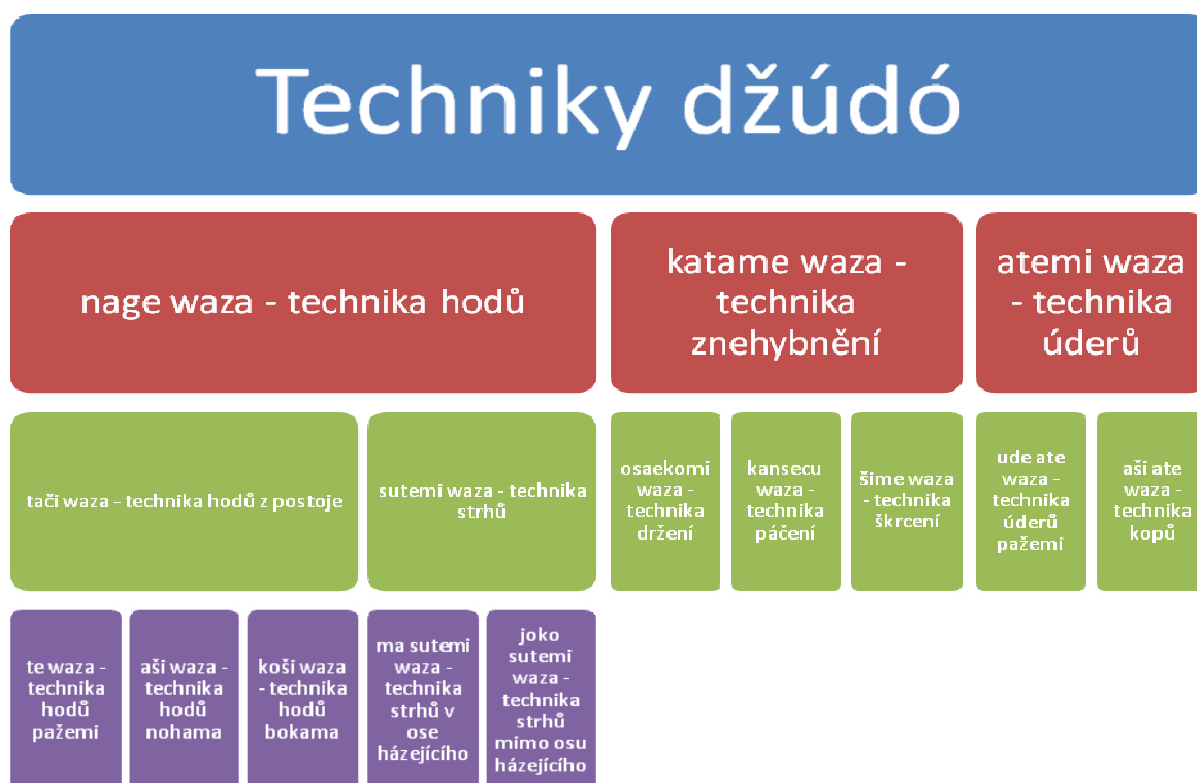 Techniky džúdó
nage waza - technika hodů
katame waza -
technika
znehybnění
atemi waza
- technika
úderů
tači waza - technika hodů z postoje
sutemi waza - technika
strhů
osaekomi
waza -
technika
držení
kansecu
waza -
technika
páčení
šime waza
- technika
škrcení
ude ate
waza -
technika
úderů
pažemi
aši ate
waza -
technika
kopů
te waza -
technika
hodů
pažemi
aši waza -
technika
hodů
nohama
koši waza
- technika
hodů
bokama
ma sutemi
waza -
technika
strhů v
ose
házejícího
joko
sutemi
waza -
technika
strhů
mimo osu
házejícího